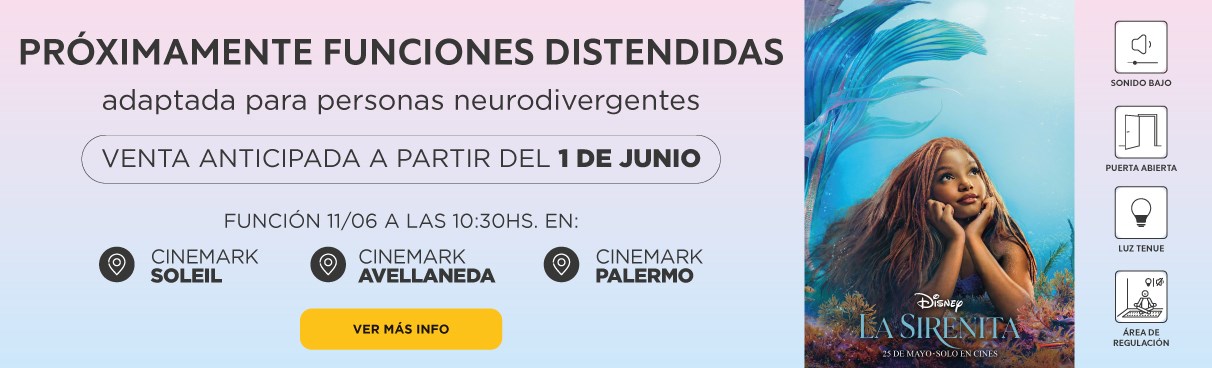 PRÓXIMAMENTE FUNCIONES DISTENDIDAS
adaptada para personas neurodivergentes
VENTA ANTICIPADA A PARTIR DEL 1 DE JUNIO
FUNCIÓN 11/06 A LAS 10:30HS. EN:
CINEMARK
SOLEIL
CINEMARK
AVELLANEDA
CINEMARK
PALERMO
VER MÁS INFO
DISNEY
LA SIRENITA
25 DE MAYO-SOLO EN CINES
SONIDO BAJO
PUERTA ABIERTA
LUZ TENUE
ÁREA DE
REGULACIÓN